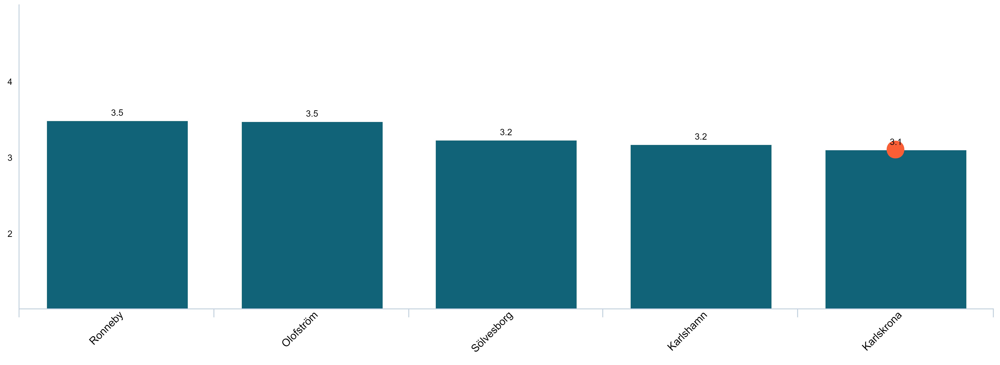 4
3
2
3.5
3.5
3.2
3.2
3.1
Ronneby
Olofström
Sölvesborg
Karlshamn
Karlskrona